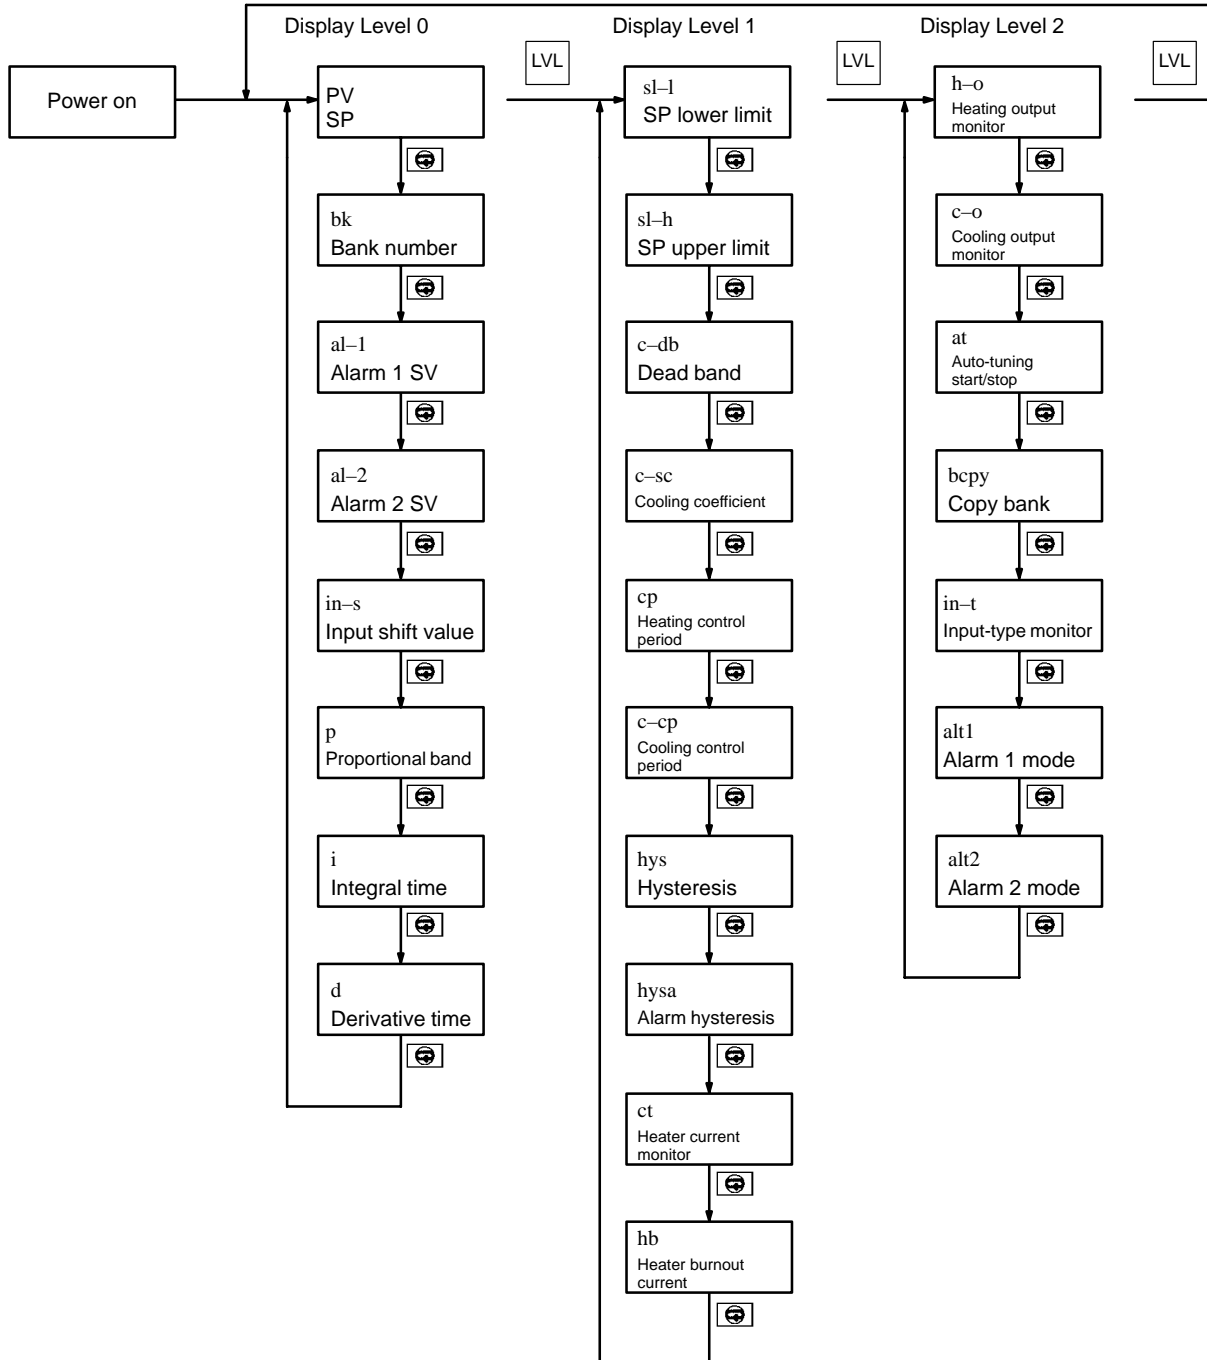 Display Level 0
Display Level 1
Display Level 2
LVL
LVL
LVL
Power on
PV
SP
bk
Bank number
al–1
Alarm 1 SV
al–2
Alarm 2 SV
in–s
Input shift value
p
Proportional band
i
Integral time
d
Derivative time
sl–l
SP lower limit
sl–h
SP upper limit
c–db
Dead band
c–sc
Cooling coefficient
cp
Heating control
period
c–cp
Cooling control
period
hys
Hysteresis
hysa
Alarm hysteresis
ct
Heater current
monitor
hb
Heater burnout
current
h–o
Heating output
monitor
c–o
Cooling output
monitor
at
Auto-tuning
start/stop
bcpy
Copy bank
in–t
Input-type monitor
alt1
Alarm 1 mode
alt2
Alarm 2 mode